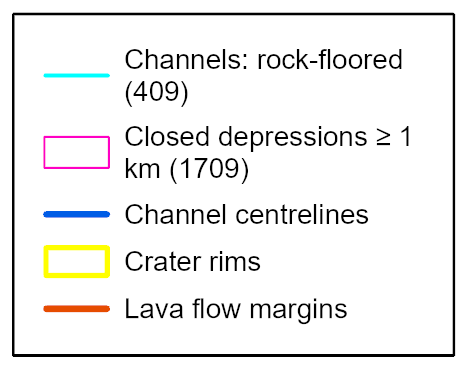 Channels: rock-floored
(409)
Closed depressions ≥ 1
km (1709)
Channel centrelines
Crater rims
Lava flow margins